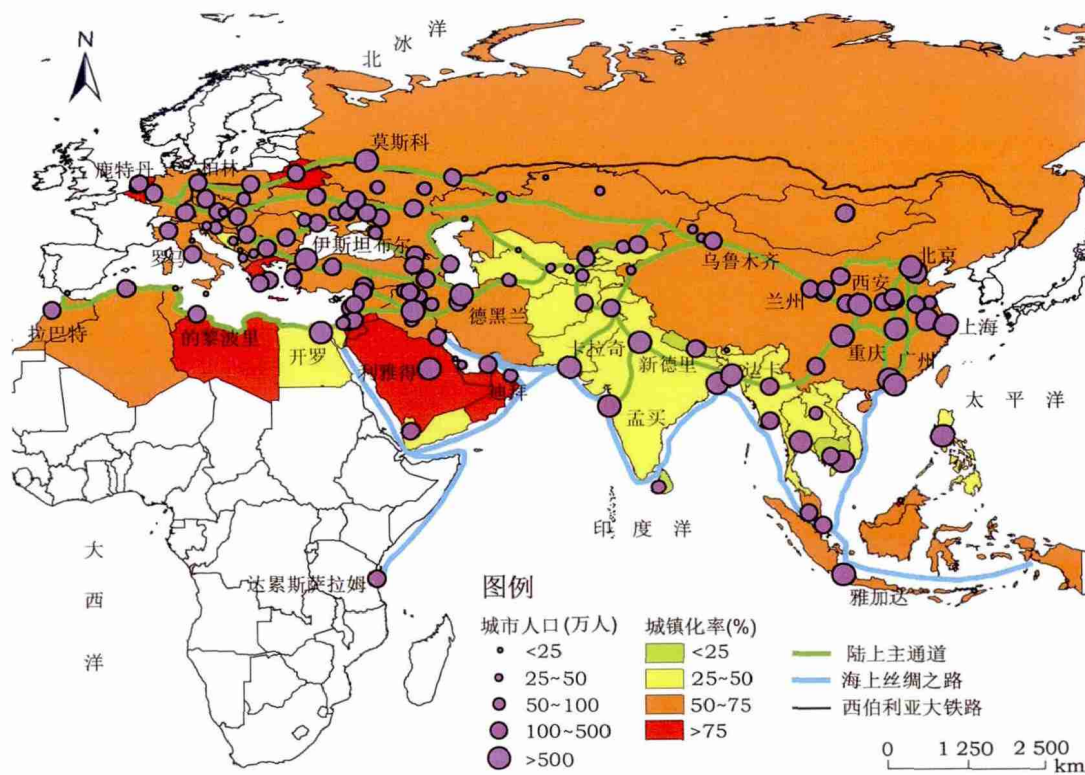 N
北冰洋
莫斯科
鹿特丹
柏林
伊斯坦布尔
罗马
乌鲁木齐
北京
西安
兰州
德黑兰
上海
拉巴特
的黎波里
开罗
卡拉奇
新德里
达卡
重庆
广州
利雅得
迪拜
孟买
太平洋
印度洋
大西洋
达累斯萨拉姆
雅加达
图例
城市人口(万人)
<25
25~50
50~100
100~500
>500
城镇化率(%)
<25
25~50
50~75
>75
陆上主通道
海上丝绸之路
西伯利亚大铁路
0 1 250 2 500
km